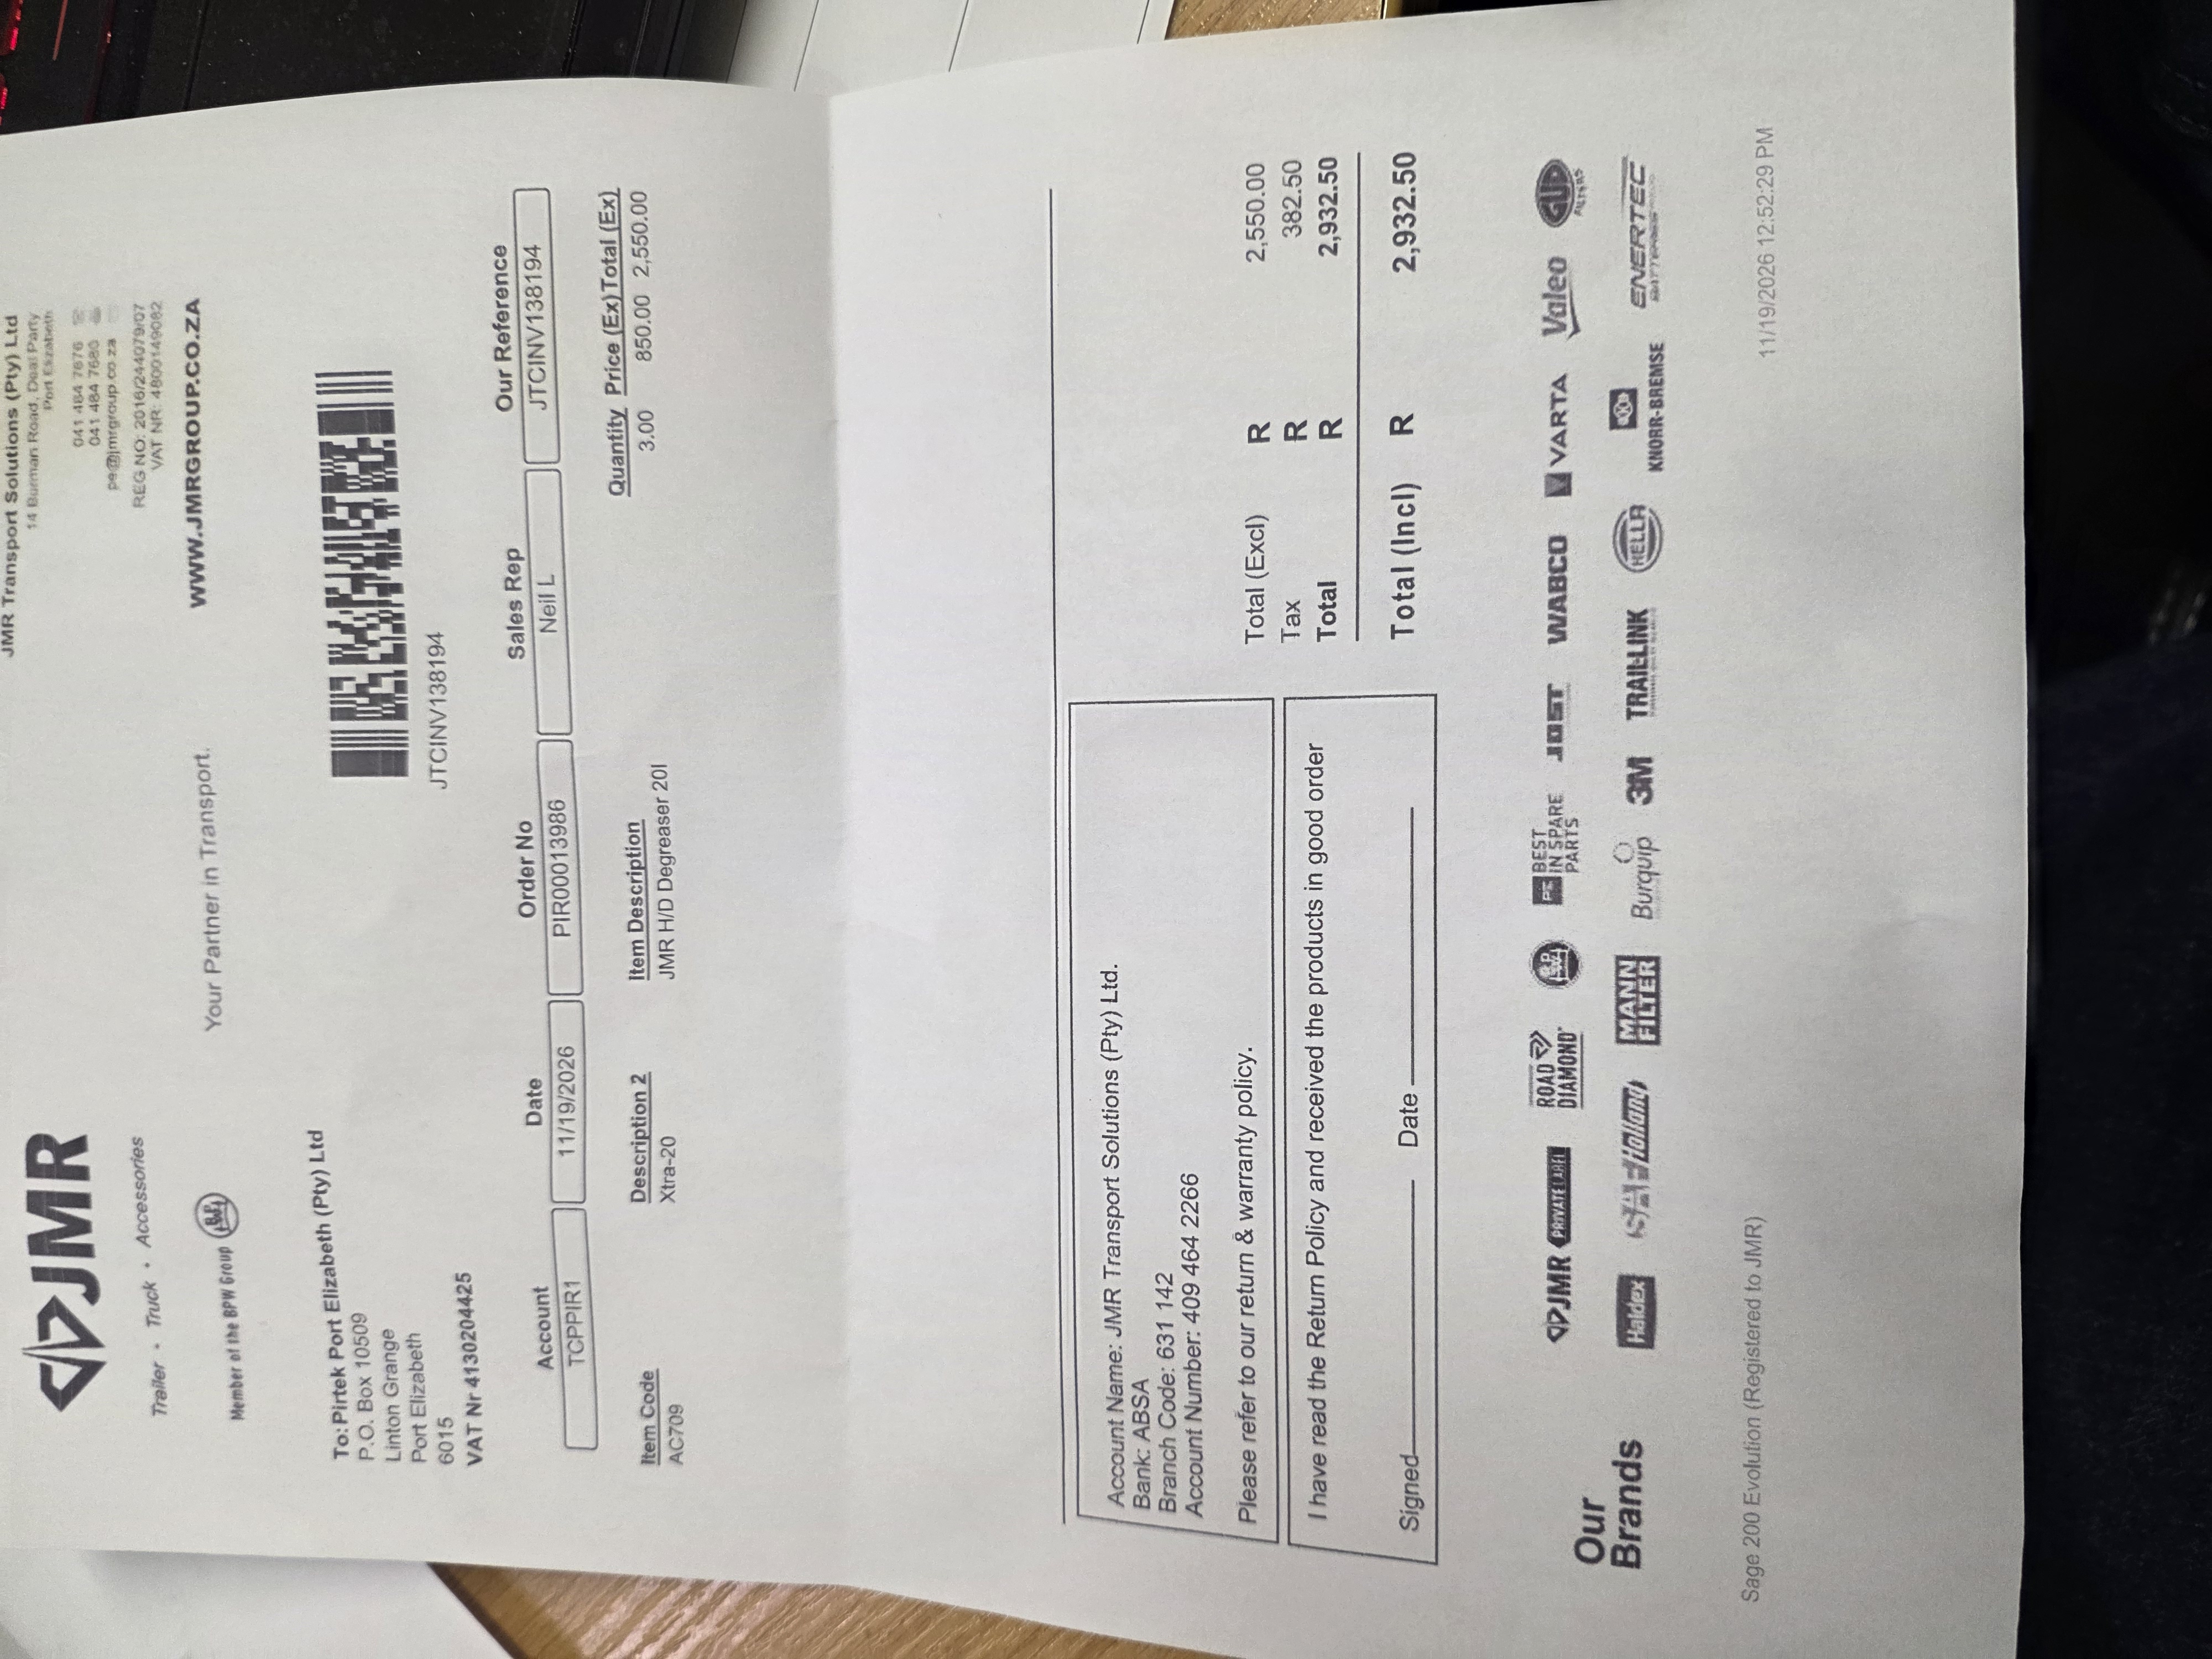 JMR
Trailer • Truck • Accessories
Member of the BPW Group
Your Partner in Transport.
JMR Transport Solutions (Pty) Ltd
14 Burman Road, Deal Party
Port Elizabeth
041 484 7676
041 484 7680
pe@jmrgroup.co.za
REG NO: 2016/244079/07
VAT NR: 4800149082
WWW.JMRGROUP.CO.ZA
To: Pirtek Port Elizabeth (Pty) Ltd
P.O. Box 10509
Linton Grange
Port Elizabeth
6015
VAT Nr 4130204425
JTCINV138194
Account Date Order No Sales Rep Our Reference
TCPPIR1 11/19/2026 PIR00013986 Neil L JTCINV138194
Item Code Description 2 Item Description Quantity Price (Ex) Total (Ex)
AC709 Xtra-20 JMR H/D Degreaser 20l 3.00 850.00 2,550.00
Account Name: JMR Transport Solutions (Pty) Ltd.
Bank: ABSA
Branch Code: 631 142
Account Number: 409 464 2266
Please refer to our return & warranty policy.
I have read the Return Policy and received the products in good order
Signed Date
Total (Excl) R 2,550.00
Tax R 382.50
Total R 2,932.50
Total (Incl) R 2,932.50
Our Brands
JMR PRIVATE LABEL ROAD DIAMOND BPW PE BEST IN SPARE PARTS JOST WABCO VARTA Valeo GUD FILTERS
Haldex SAF Holland MANN FILTER Burquip 3M TRAIL-LINK HELLA KNORR-BREMSE ENERTEC BATTERIES
Sage 200 Evolution (Registered to JMR)
11/19/2026 12:52:29 PM